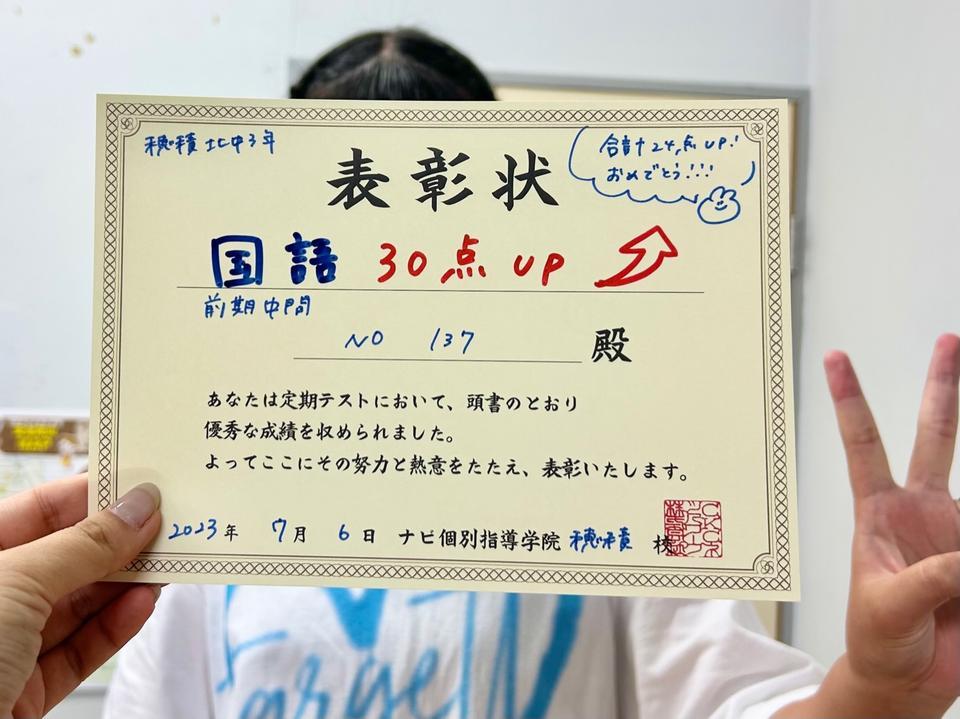 穂積北中3年
合計24点UP!
おめでとう!!!
表彰状
国語 30点 UP
前期中間
NO 137 殿
あなたは定期テストにおいて、頭書のとおり
優秀な成績を収められました。
よってここにその努力と熱意をたたえ、表彰いたします。
2023年 7月 6日 ナビ個別指導学院 穂積 校